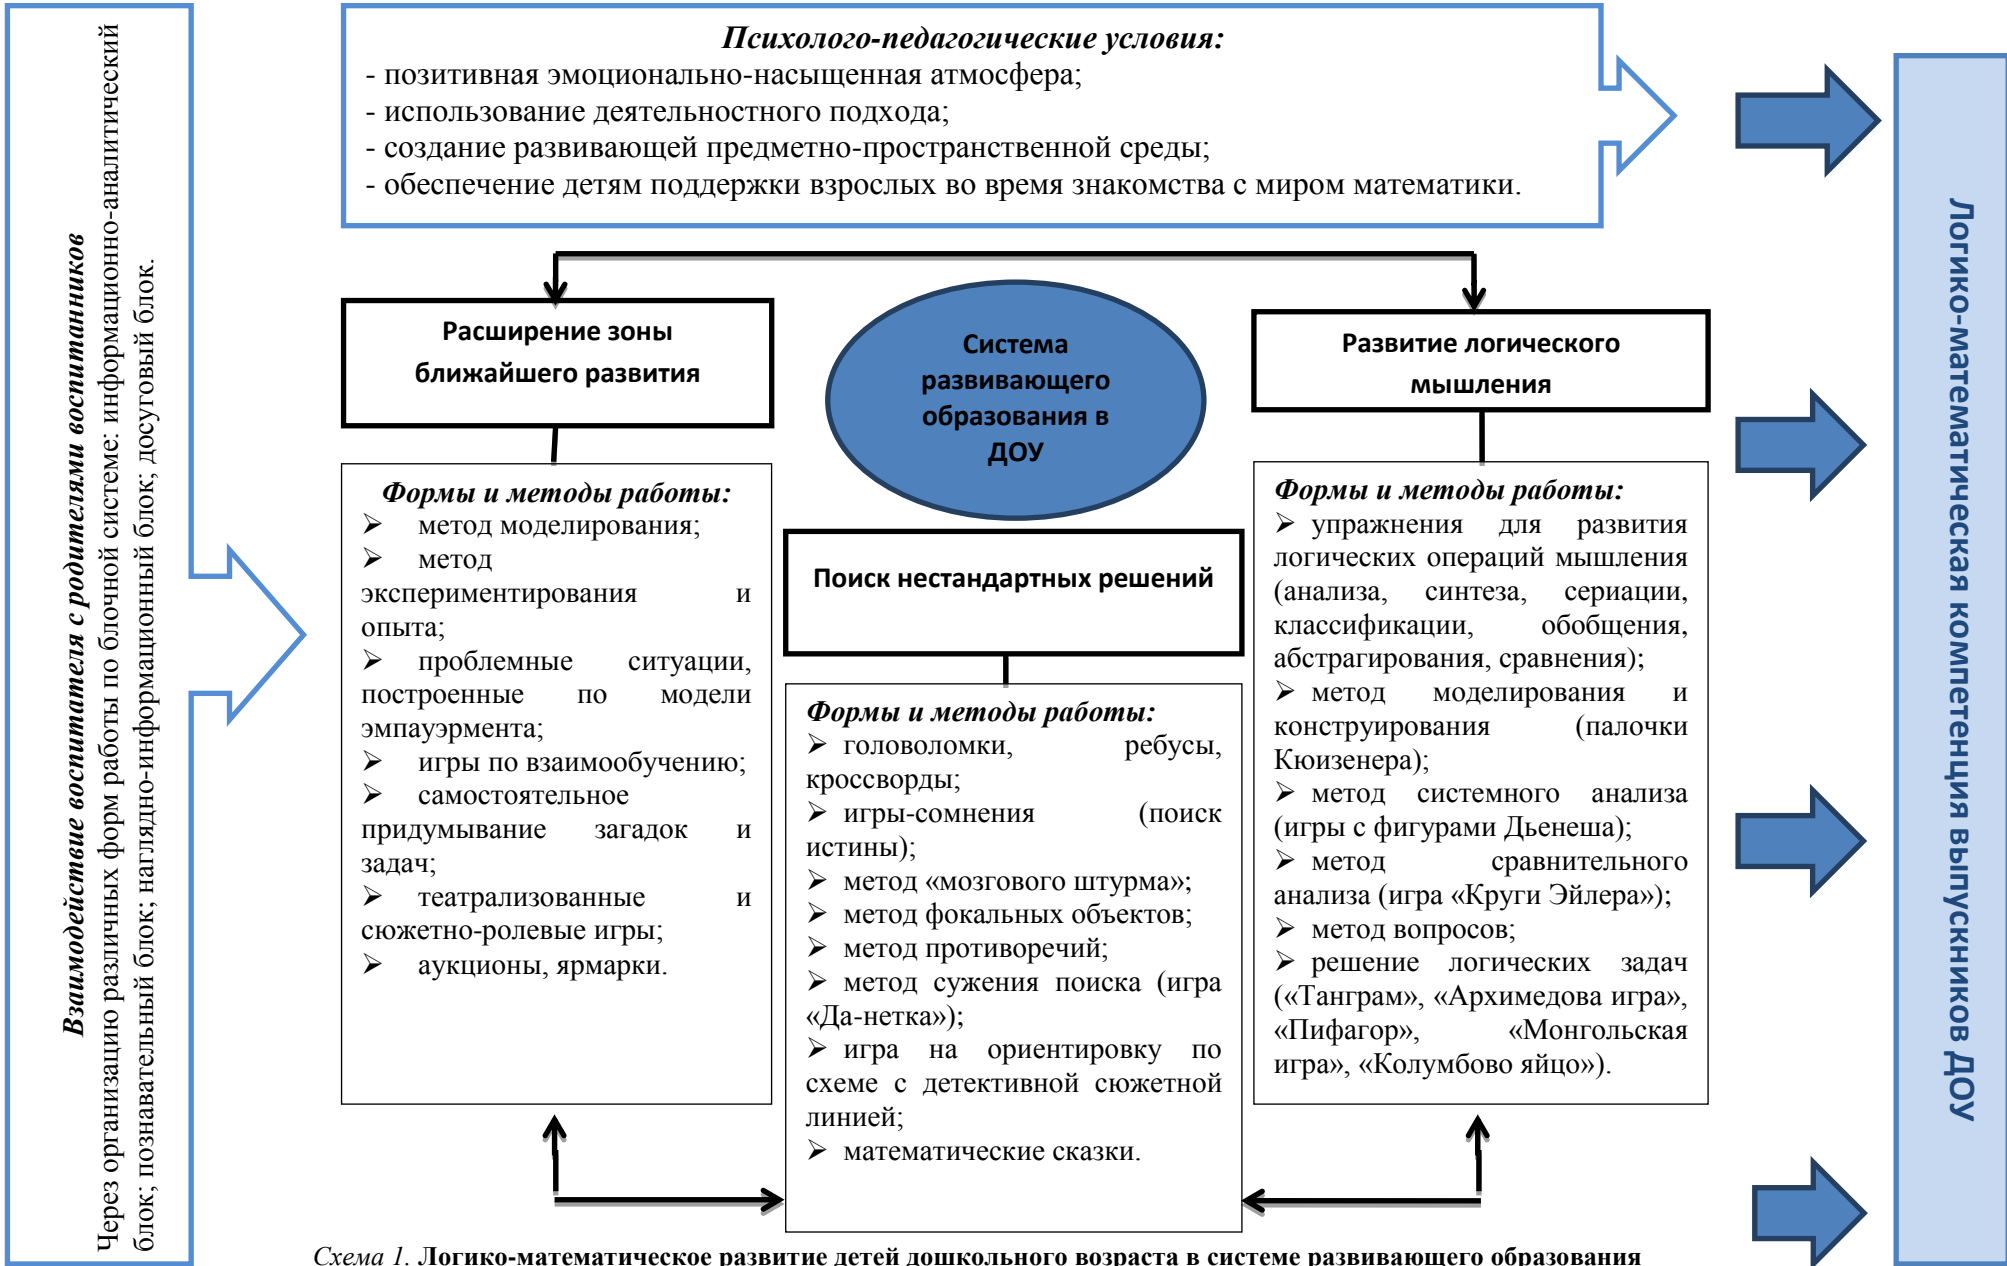 Взаимодействие воспитателя с родителями воспитанников
Через организацию различных форм работы по блочной системе: информационно-аналитический
блок; познавательный блок; наглядно-информационный блок; досуговый блок.
Психолого-педагогические условия:
- позитивная эмоционально-насыщенная атмосфера;
- использование деятельностного подхода;
- создание развивающей предметно-пространственной среды;
- обеспечение детям поддержки взрослых во время знакомства с миром математики.
Расширение зоны
ближайшего развития
Формы и методы работы:
➢ метод моделирования;
➢ метод
экспериментирования и
опыта;
➢ проблемные ситуации,
построенные по модели
эмпауэрмента;
➢ игры по взаимообучению;
➢ самостоятельное
придумывание загадок и
задач;
➢ театрализованные и
сюжетно-ролевые игры;
➢ аукционы, ярмарки.
Система
развивающего
образования в
ДОУ
Поиск нестандартных решений
Формы и методы работы:
➢ головоломки, ребусы,
кроссворды;
➢ игры-сомнения (поиск
истины);
➢ метод «мозгового штурма»;
➢ метод фокальных объектов;
➢ метод противоречий;
➢ метод сужения поиска (игра
«Да-нетка»);
➢ игра на ориентировку по
схеме с детективной сюжетной
линией;
➢ математические сказки.
Развитие логического
мышления
Формы и методы работы:
➢ упражнения для развития
логических операций мышления
(анализа, синтеза, сериации,
классификации, обобщения,
абстрагирования, сравнения);
➢ метод моделирования и
конструирования (палочки
Кюизенера);
➢ метод системного анализа
(игры с фигурами Дьенеша);
➢ метод сравнительного
анализа (игра «Круги Эйлера»);
➢ метод вопросов;
➢ решение логических задач
(«Танграм», «Архимедова игра»,
«Пифагор», «Монгольская
игра», «Колумбово яйцо»).
Логико-математическая компетенция выпускников ДОУ
Схема 1. Логико-математическое развитие детей дошкольного возраста в системе развивающего образования